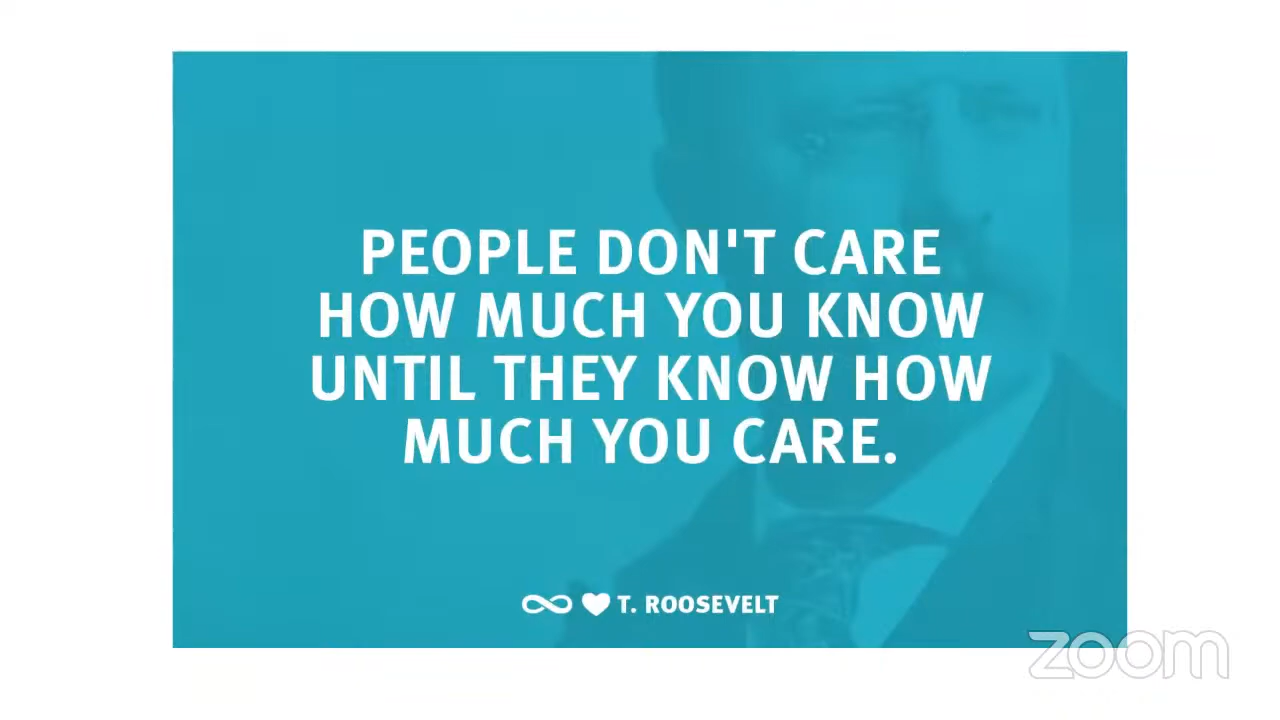 PEOPLE DON'T CARE
HOW MUCH YOU KNOW
UNTIL THEY KNOW HOW
MUCH YOU CARE.
T. ROOSEVELT
zoom